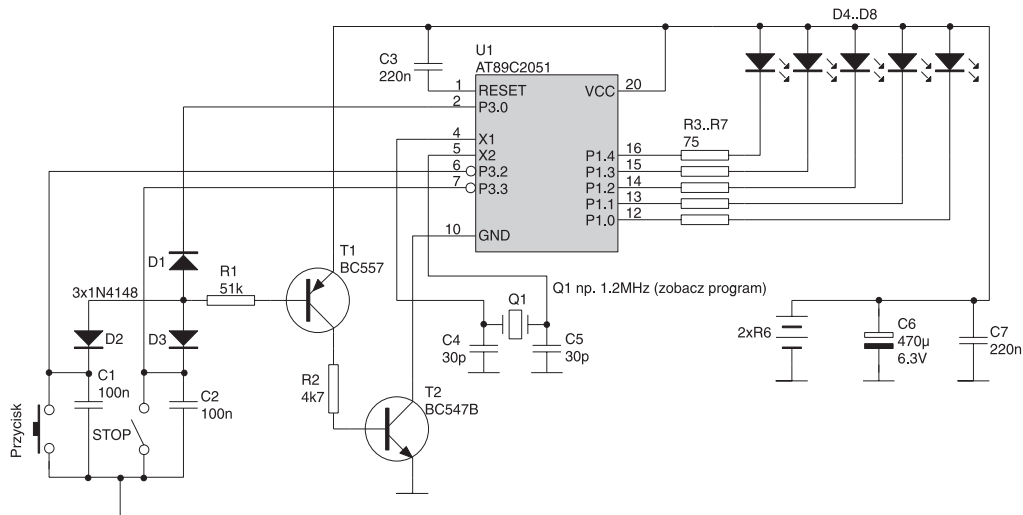 D4..D8
U1
AT89C2051
C3
220n
1
RESET
VCC
20
2
P3.0
R3..R7
75
4
X1
5
X2
P1.4
16
6
P3.2
P1.3
15
7
P3.3
P1.2
14
P1.1
13
P1.0
12
10
GND
D1
T1
BC557
R1
51k
3x1N4148
Q1 np. 1.2MHz (zobacz program)
Q1
D2
D3
C4
30p
C5
30p
2xR6
C6
470µ
6.3V
C7
220n
C1
100n
R2
4k7
C2
100n
T2
BC547B
Przycisk
STOP